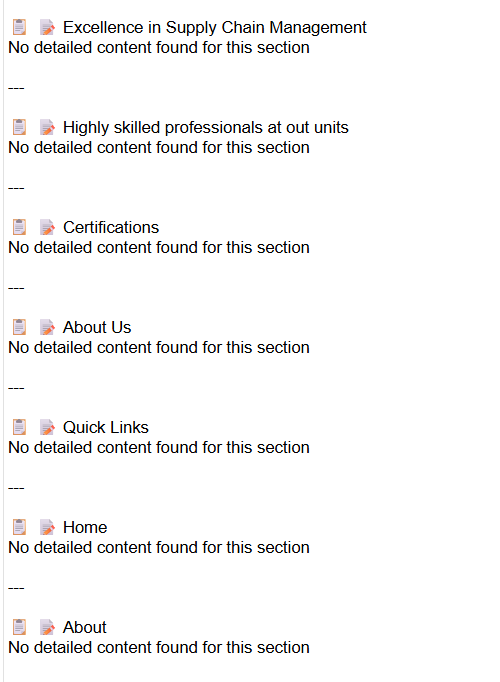 📋 📝 Excellence in Supply Chain Management
No detailed content found for this section
---
📋 📝 Highly skilled professionals at out units
No detailed content found for this section
---
📋 📝 Certifications
No detailed content found for this section
---
📋 📝 About Us
No detailed content found for this section
---
📋 📝 Quick Links
No detailed content found for this section
---
📋 📝 Home
No detailed content found for this section
---
📋 📝 About
No detailed content found for this section